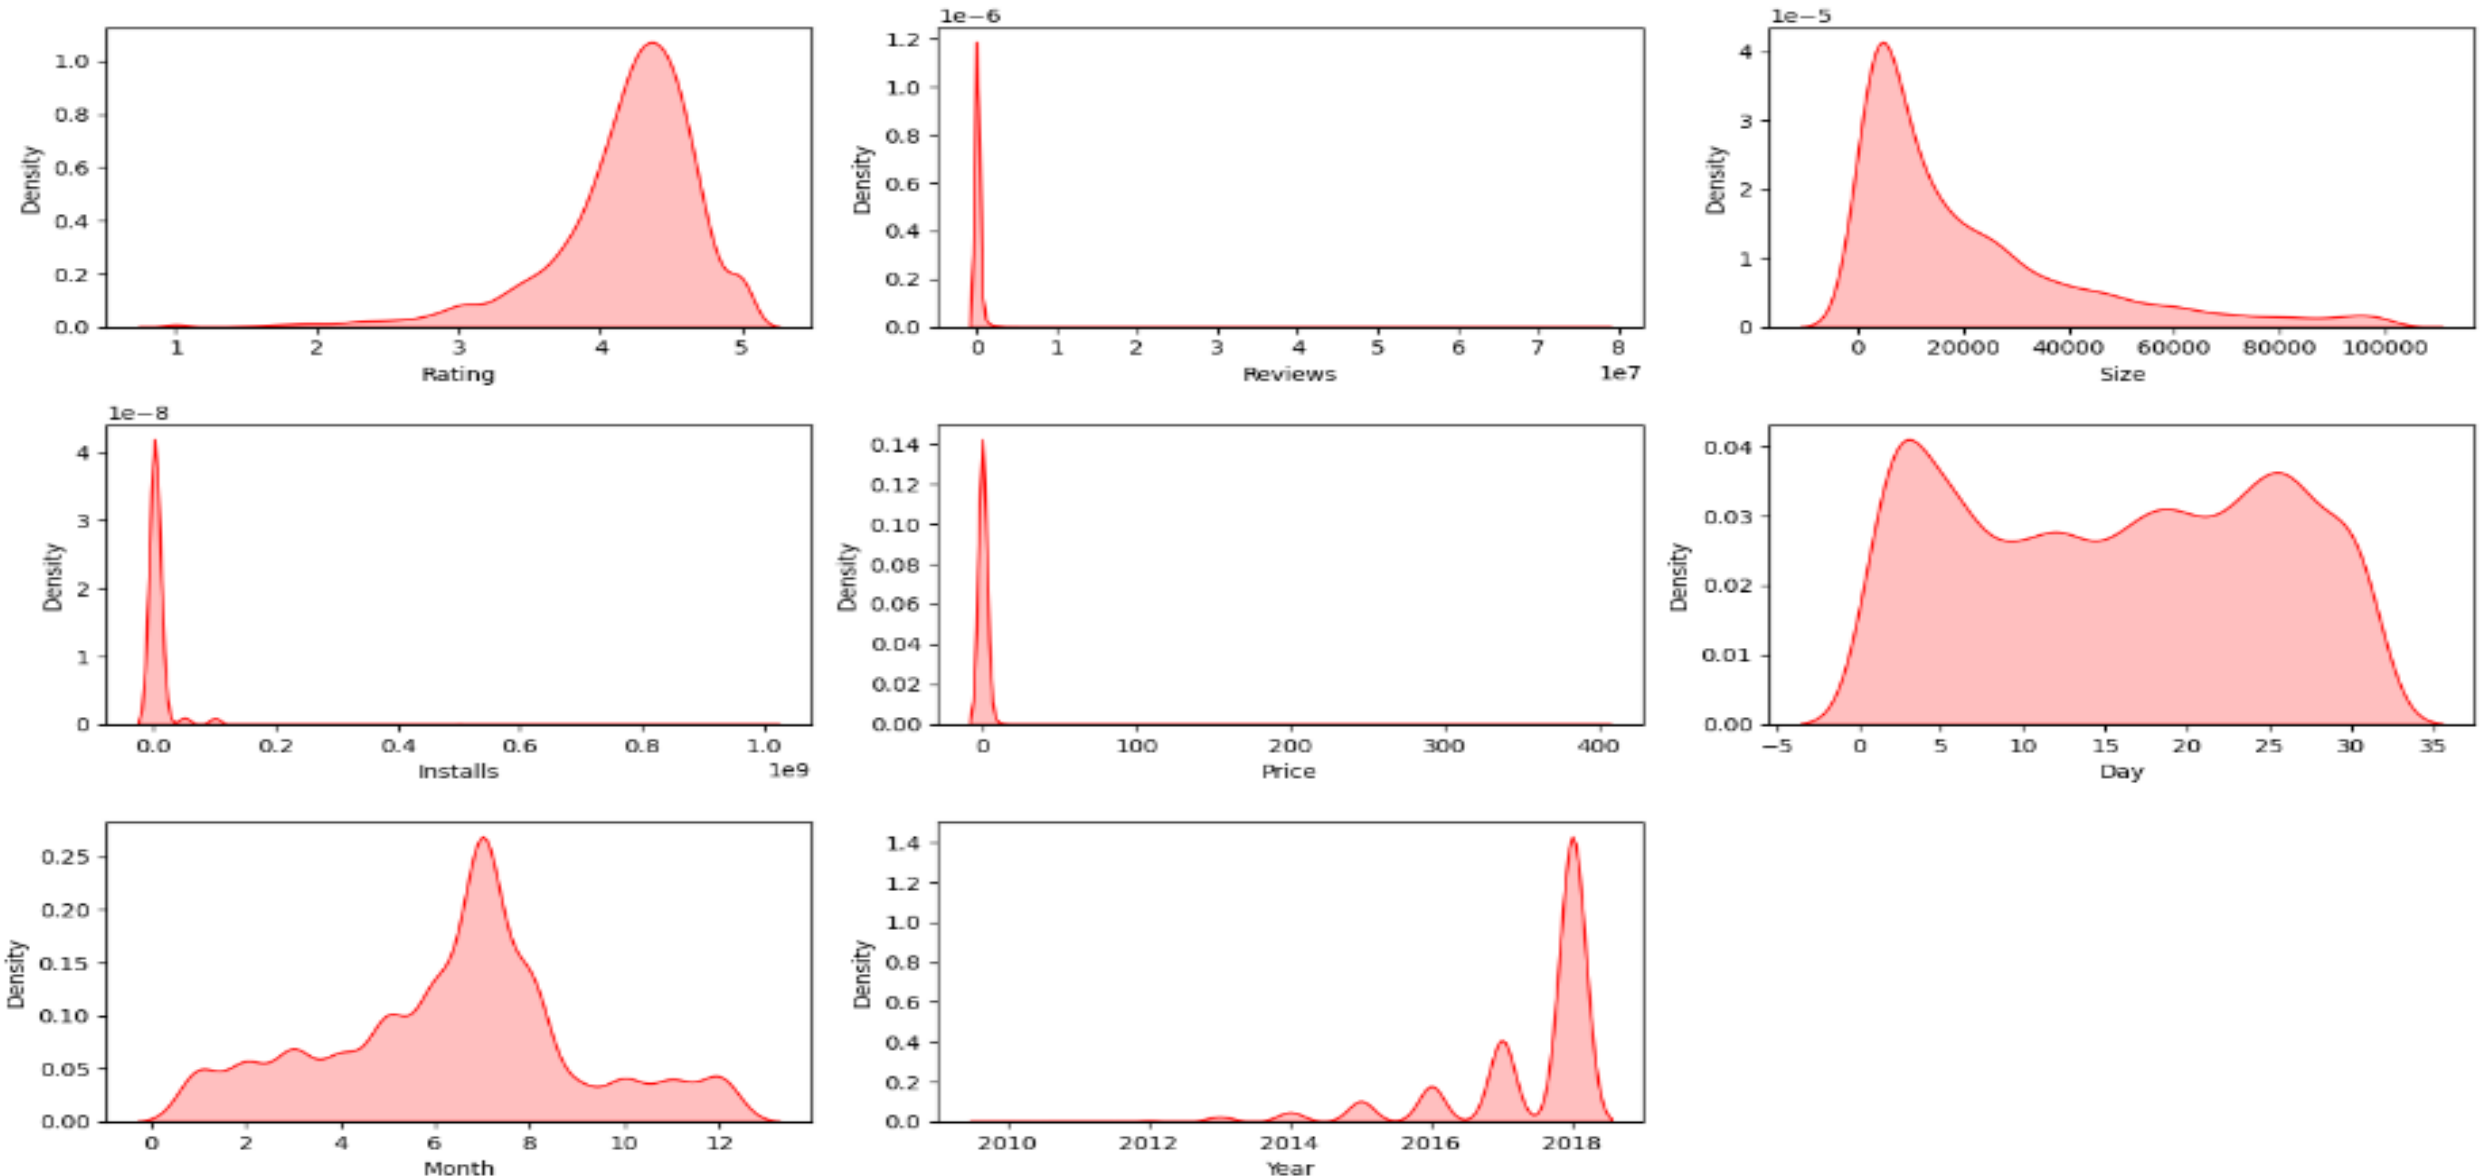 1.0
0.8
0.6
0.4
0.2
0.0
Density
1 2 3 4 5
Rating
1e−6
1.2
1.0
0.8
0.6
0.4
0.2
0.0
Density
0 1 2 3 4 5 6 7 8
Reviews 1e7
1e−5
4
3
2
1
0
Density
0 20000 40000 60000 80000 100000
Size
1e−8
4
3
2
1
0
Density
0.0 0.2 0.4 0.6 0.8 1.0
Installs 1e9
0.14
0.12
0.10
0.08
0.06
0.04
0.02
0.00
Density
0 100 200 300 400
Price
0.04
0.03
0.02
0.01
0.00
Density
−5 0 5 10 15 20 25 30 35
Day
0.25
0.20
0.15
0.10
0.05
0.00
Density
0 2 4 6 8 10 12
Month
1.4
1.2
1.0
0.8
0.6
0.4
0.2
0.0
Density
2010 2012 2014 2016 2018
Year